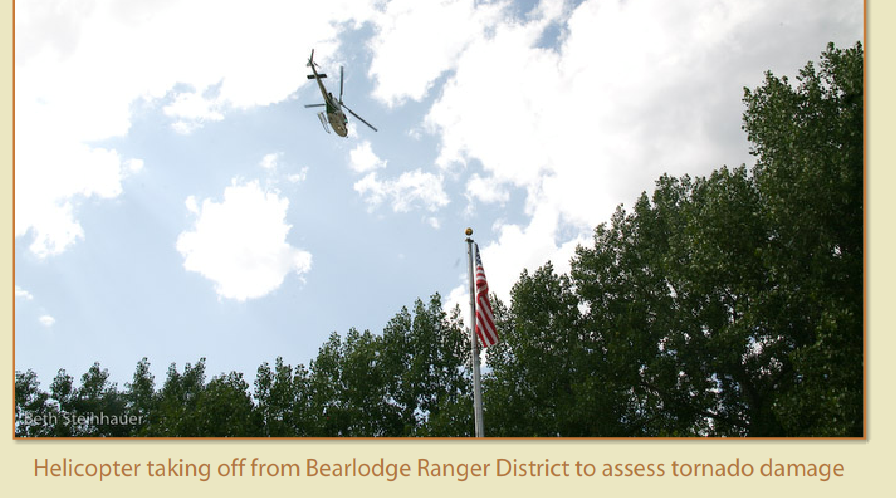 Beth Steinhauer
Helicopter taking off from Bearlodge Ranger District to assess tornado damage